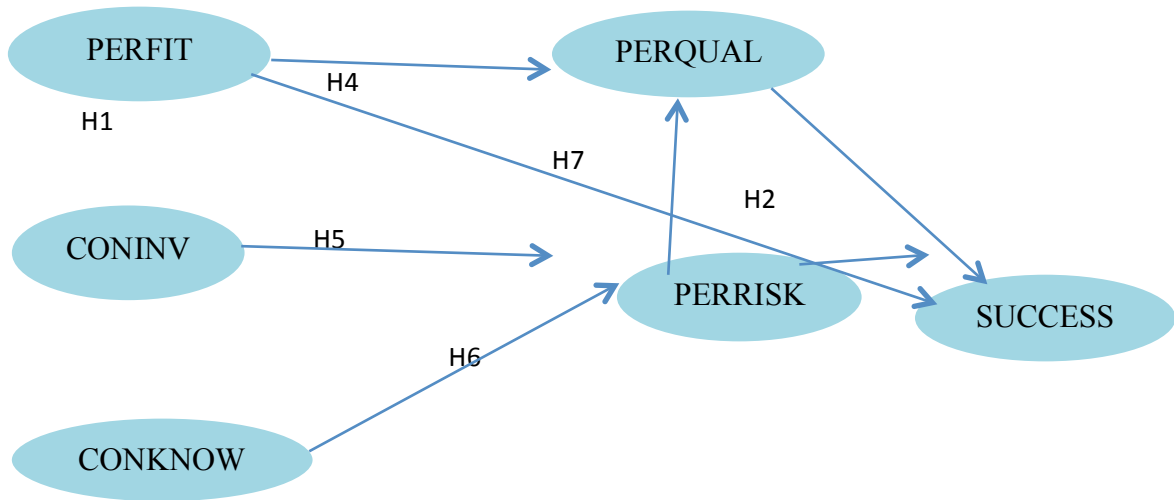 PERFIT
PERQUAL
H4
H1
H7
H2
CONINV
H5
PERRISK
SUCCESS
H6
CONKNOW